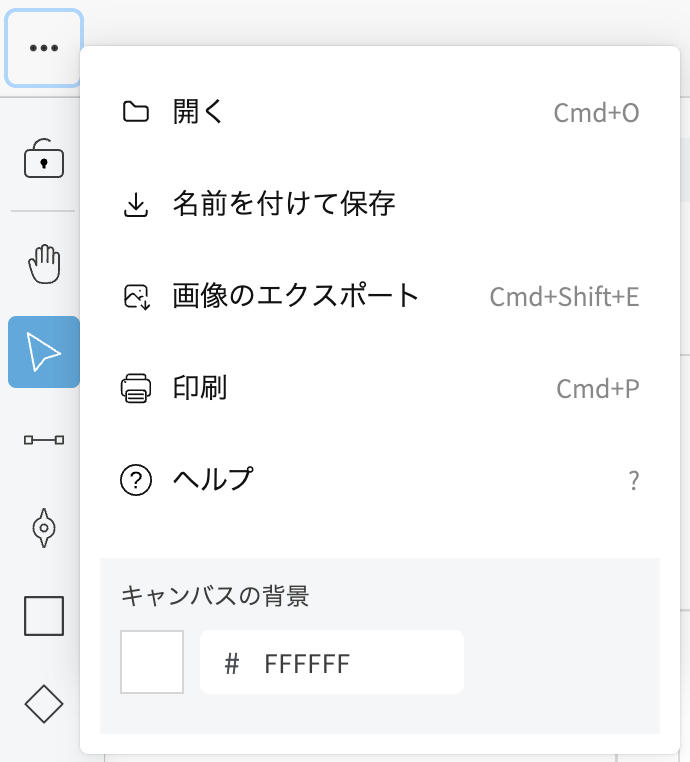 開く Cmd+O
名前を付けて保存
画像のエクスポート Cmd+Shift+E
印刷 Cmd+P
ヘルプ ?
キャンバスの背景
# FFFFFF